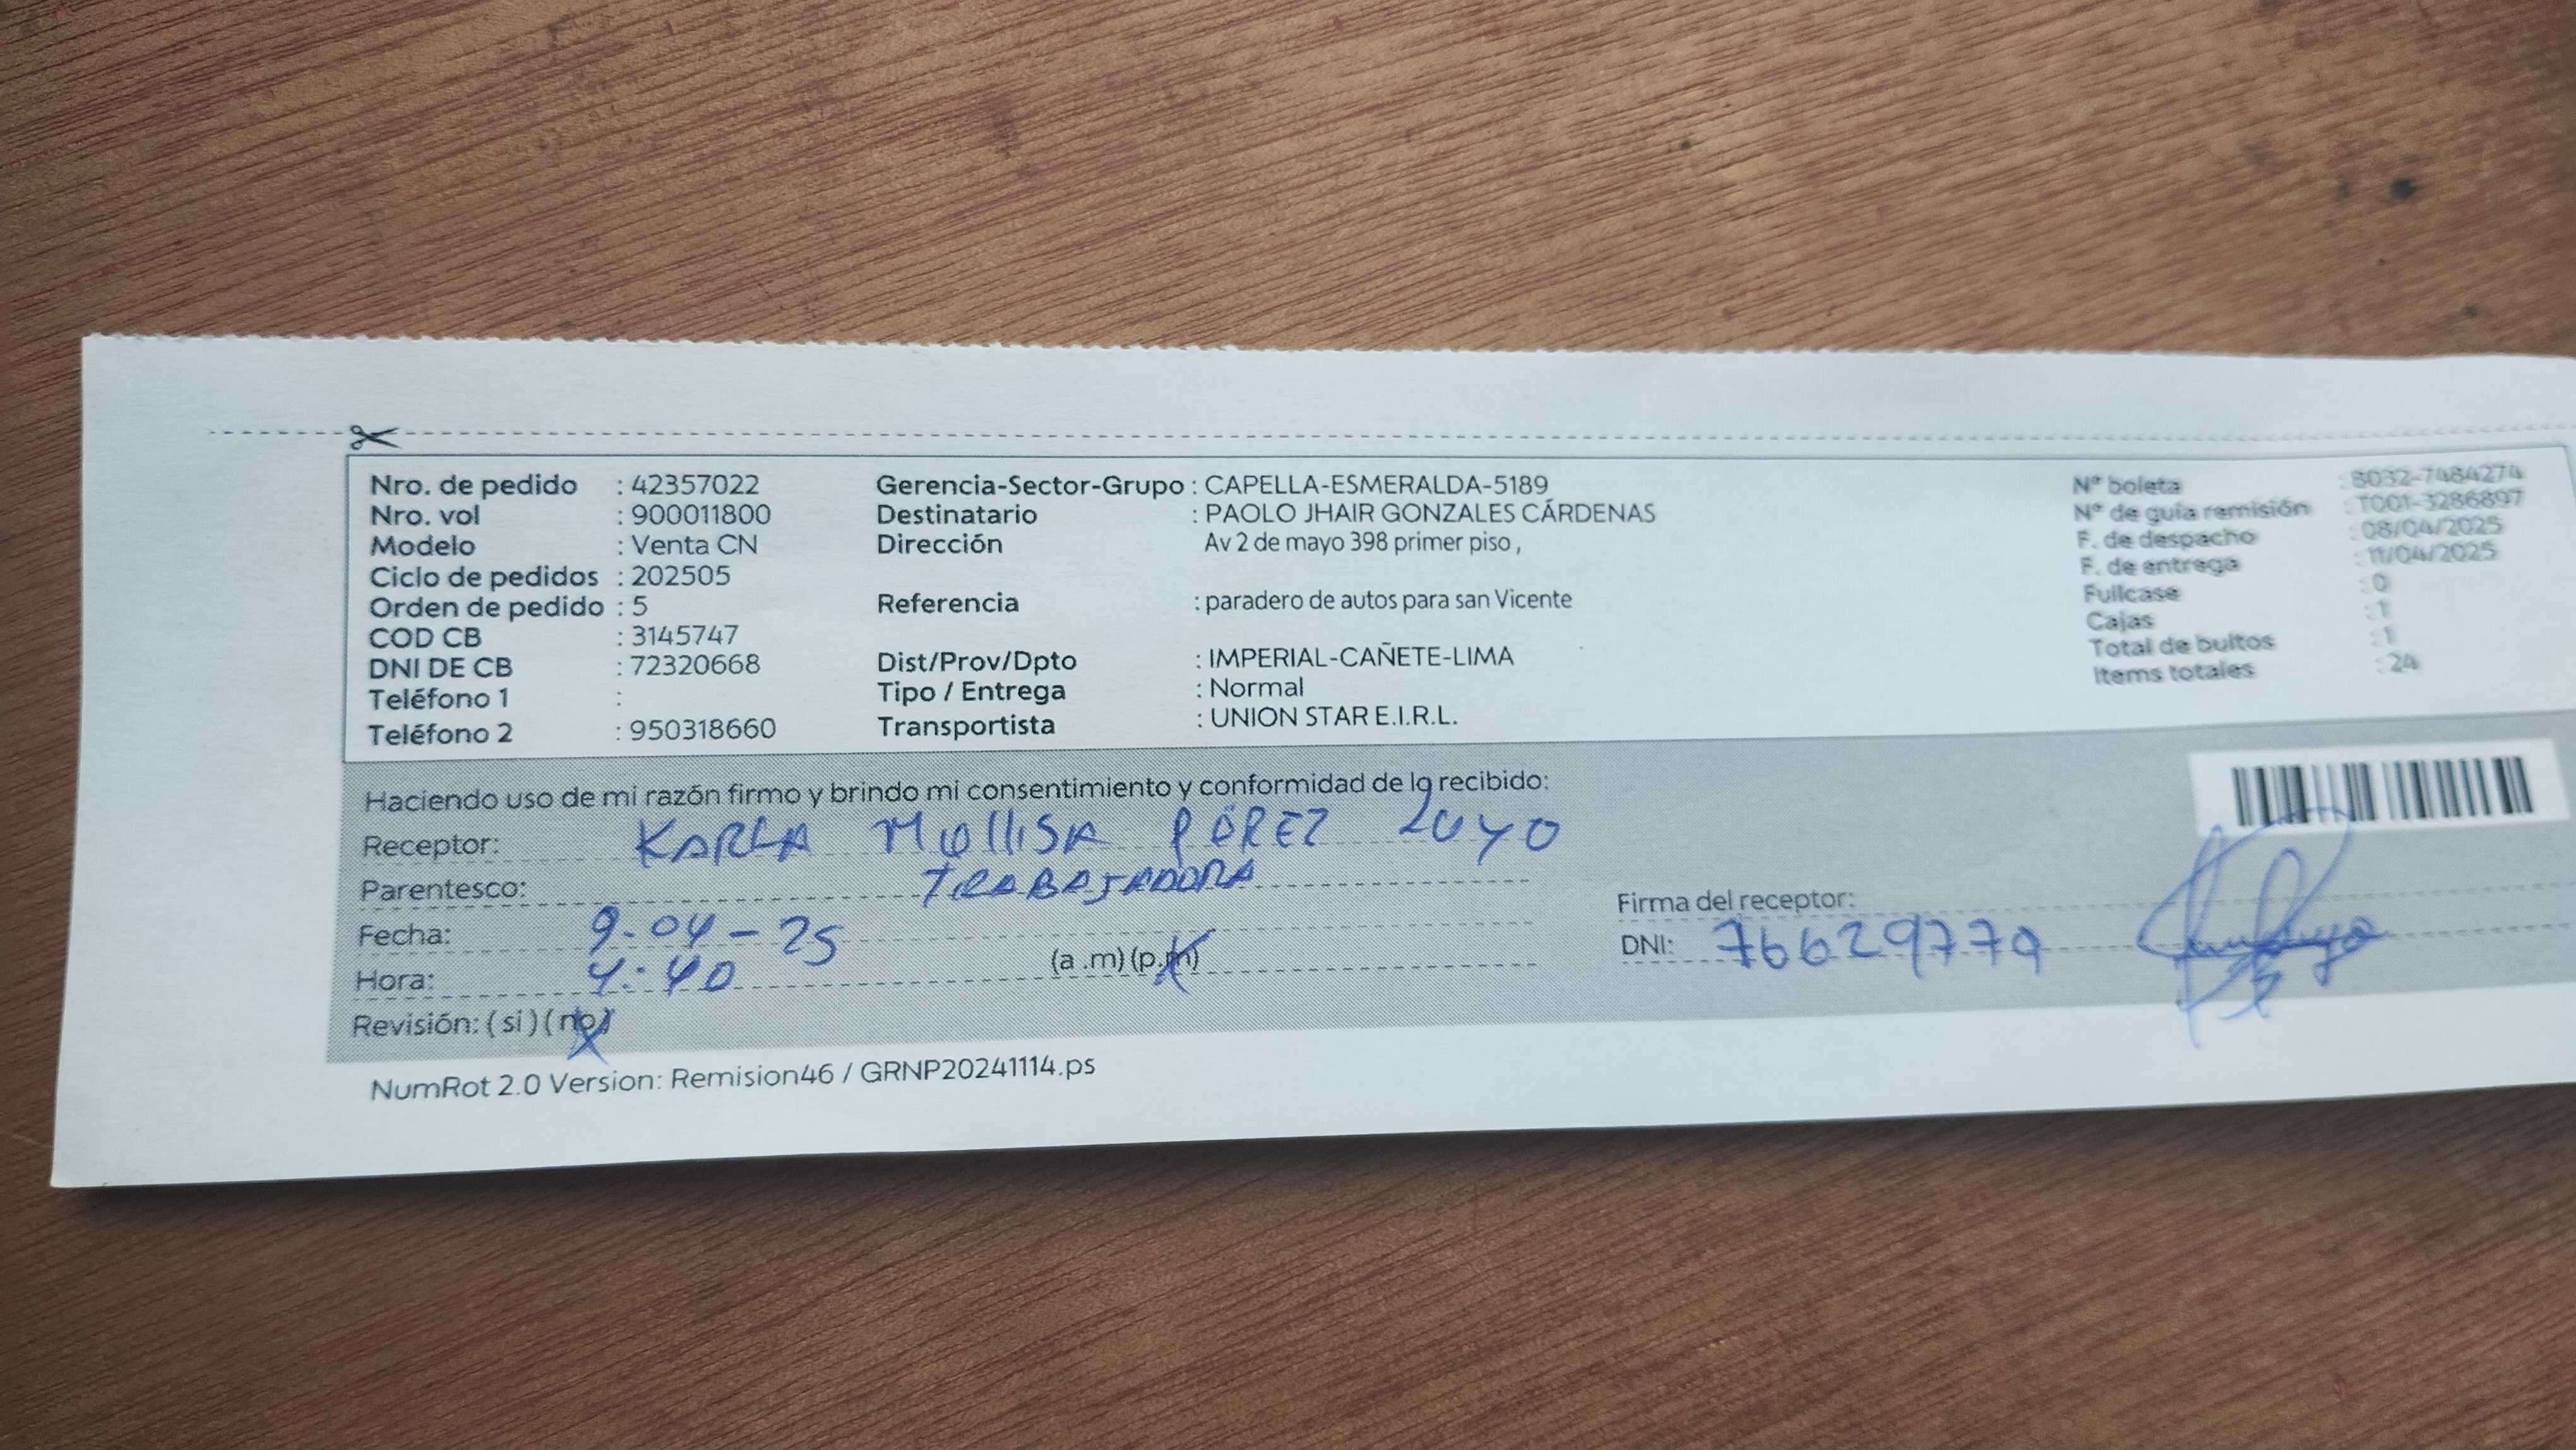 Nro. de pedido : 42357022
Nro. vol : 900011800
Modelo : Venta CN
Ciclo de pedidos : 202505
Orden de pedido : 5
COD CB : 3145747
DNI DE CB : 72320668
Teléfono 1 :
Teléfono 2 : 950318660
Gerencia-Sector-Grupo : CAPELLA-ESMERALDA-5189
Destinatario : PAOLO JHAIR GONZALES CÁRDENAS
Dirección Av 2 de mayo 398 primer piso ,
Referencia : paradero de autos para san Vicente
Dist/Prov/Dpto : IMPERIAL-CAÑETE-LIMA
Tipo / Entrega : Normal
Transportista : UNION STAR E.I.R.L.
N° boleta : B032-7484274
N° de guía remisión : T001-3286897
F. de despacho : 08/04/2025
F. de entrega : 11/04/2025
Fullcase : 0
Cajas : 1
Total de bultos : 1
Items totales : 24
Haciendo uso de mi razón firmo y brindo mi consentimiento y conformidad de lo recibido:
Receptor: KARLA PÉREZ LUYO
Parentesco: TRABAJADORA
Fecha: 9-04-25
Hora: 4:40 (a .m) (p.m)
Revisión: ( si ) ( no )
Firma del receptor:
DNI: 76629779
NumRot 2.0 Version: Remision46 / GRNP20241114.ps